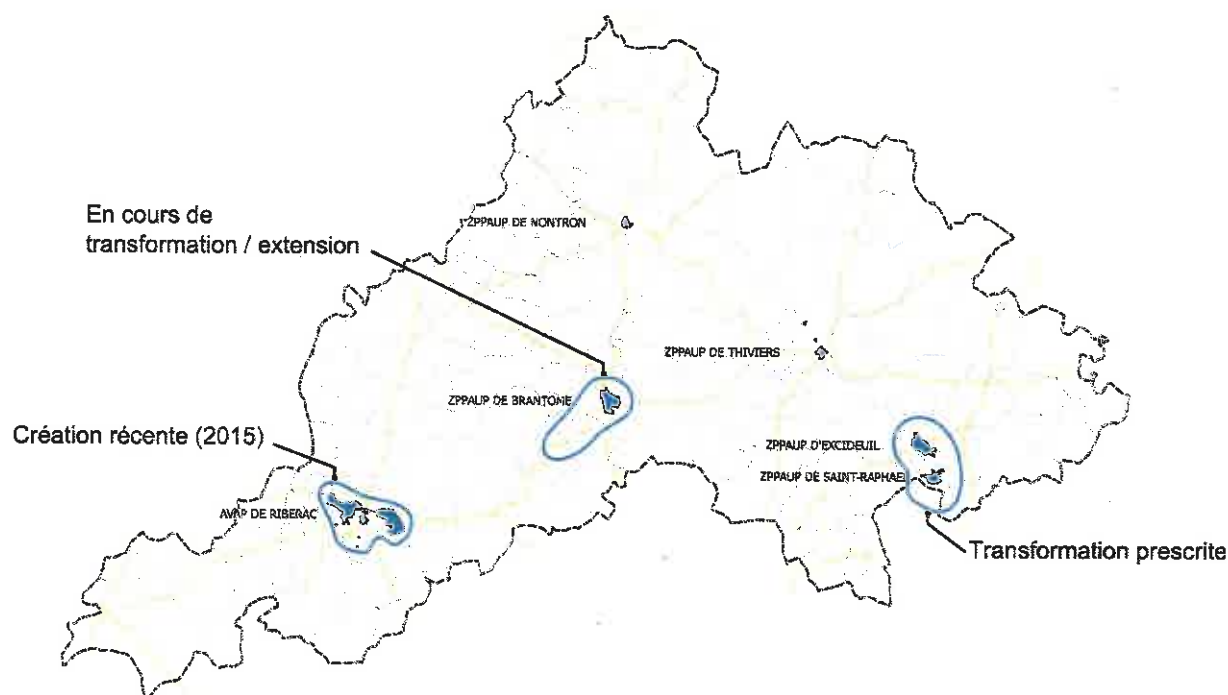 ZPPAUP DE NONTRON
En cours de
transformation / extension
ZPPAUP DE THIVIERS
ZPPAUP DE BRANTOME
Création récente (2015)
ZPPAUP D'EXCIDEUIL
ZPPAUP DE SAINT-RAPHAEL
AVAP DE RIBERAC
Transformation prescrite